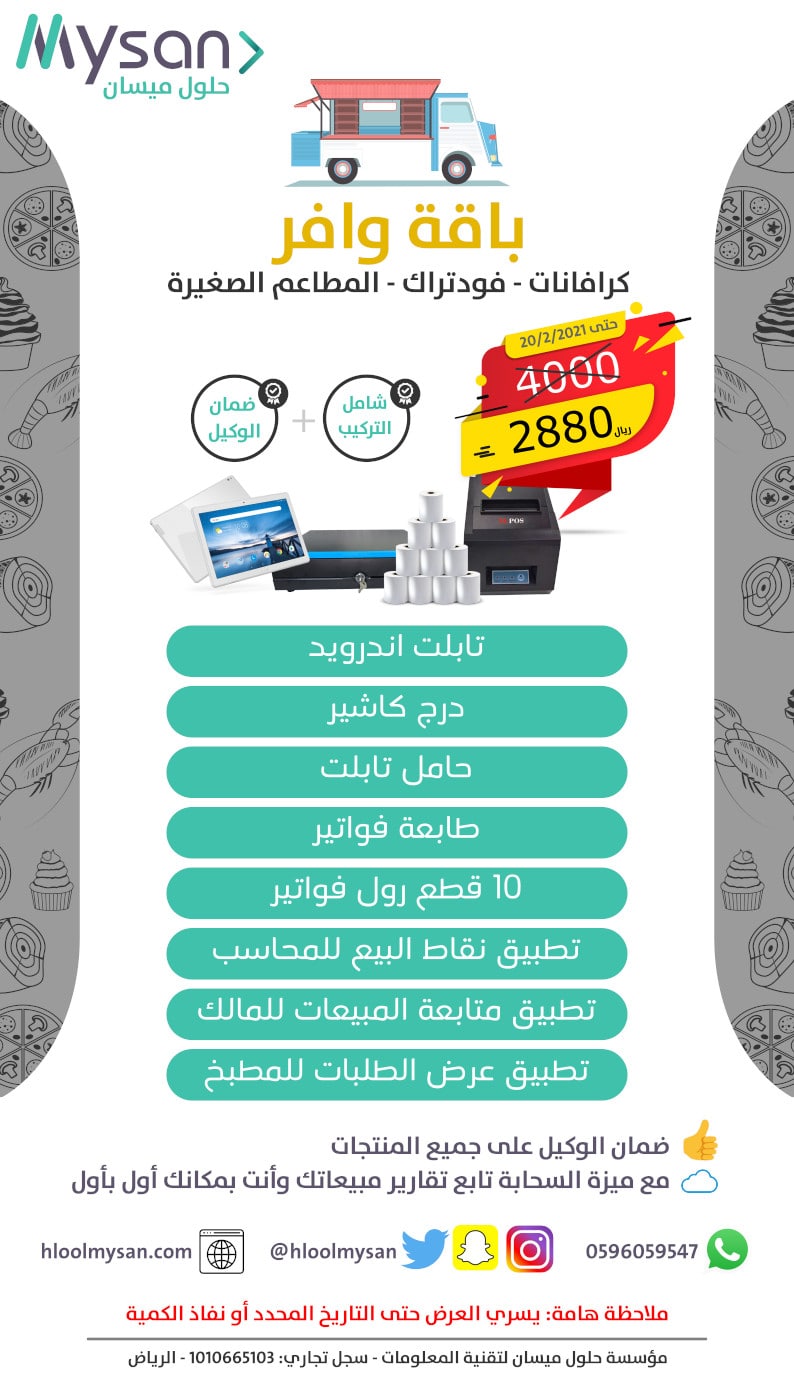 Mysan
حلول ميسان
باقة وافر
كرافانات - فودتراك - المطاعم الصغيرة
حتى 20/2/2021
4000
2880 ريال
شامل
التركيب
+
ضمان
الوكيل
POS
تابلت اندرويد
درج كاشير
حامل تابلت
طابعة فواتير
10 قطع رول فواتير
تطبيق نقاط البيع للمحاسب
تطبيق متابعة المبيعات للمالك
تطبيق عرض الطلبات للمطبخ
ضمان الوكيل على جميع المنتجات
مع ميزة السحابة تابع تقارير مبيعاتك وأنت بمكانك أول بأول
0596059547
@hloolmysan
hloolmysan.com
ملاحظة هامة: يسري العرض حتى التاريخ المحدد أو نفاذ الكمية
مؤسسة حلول ميسان لتقنية المعلومات - سجل تجاري: 1010665103 - الرياض